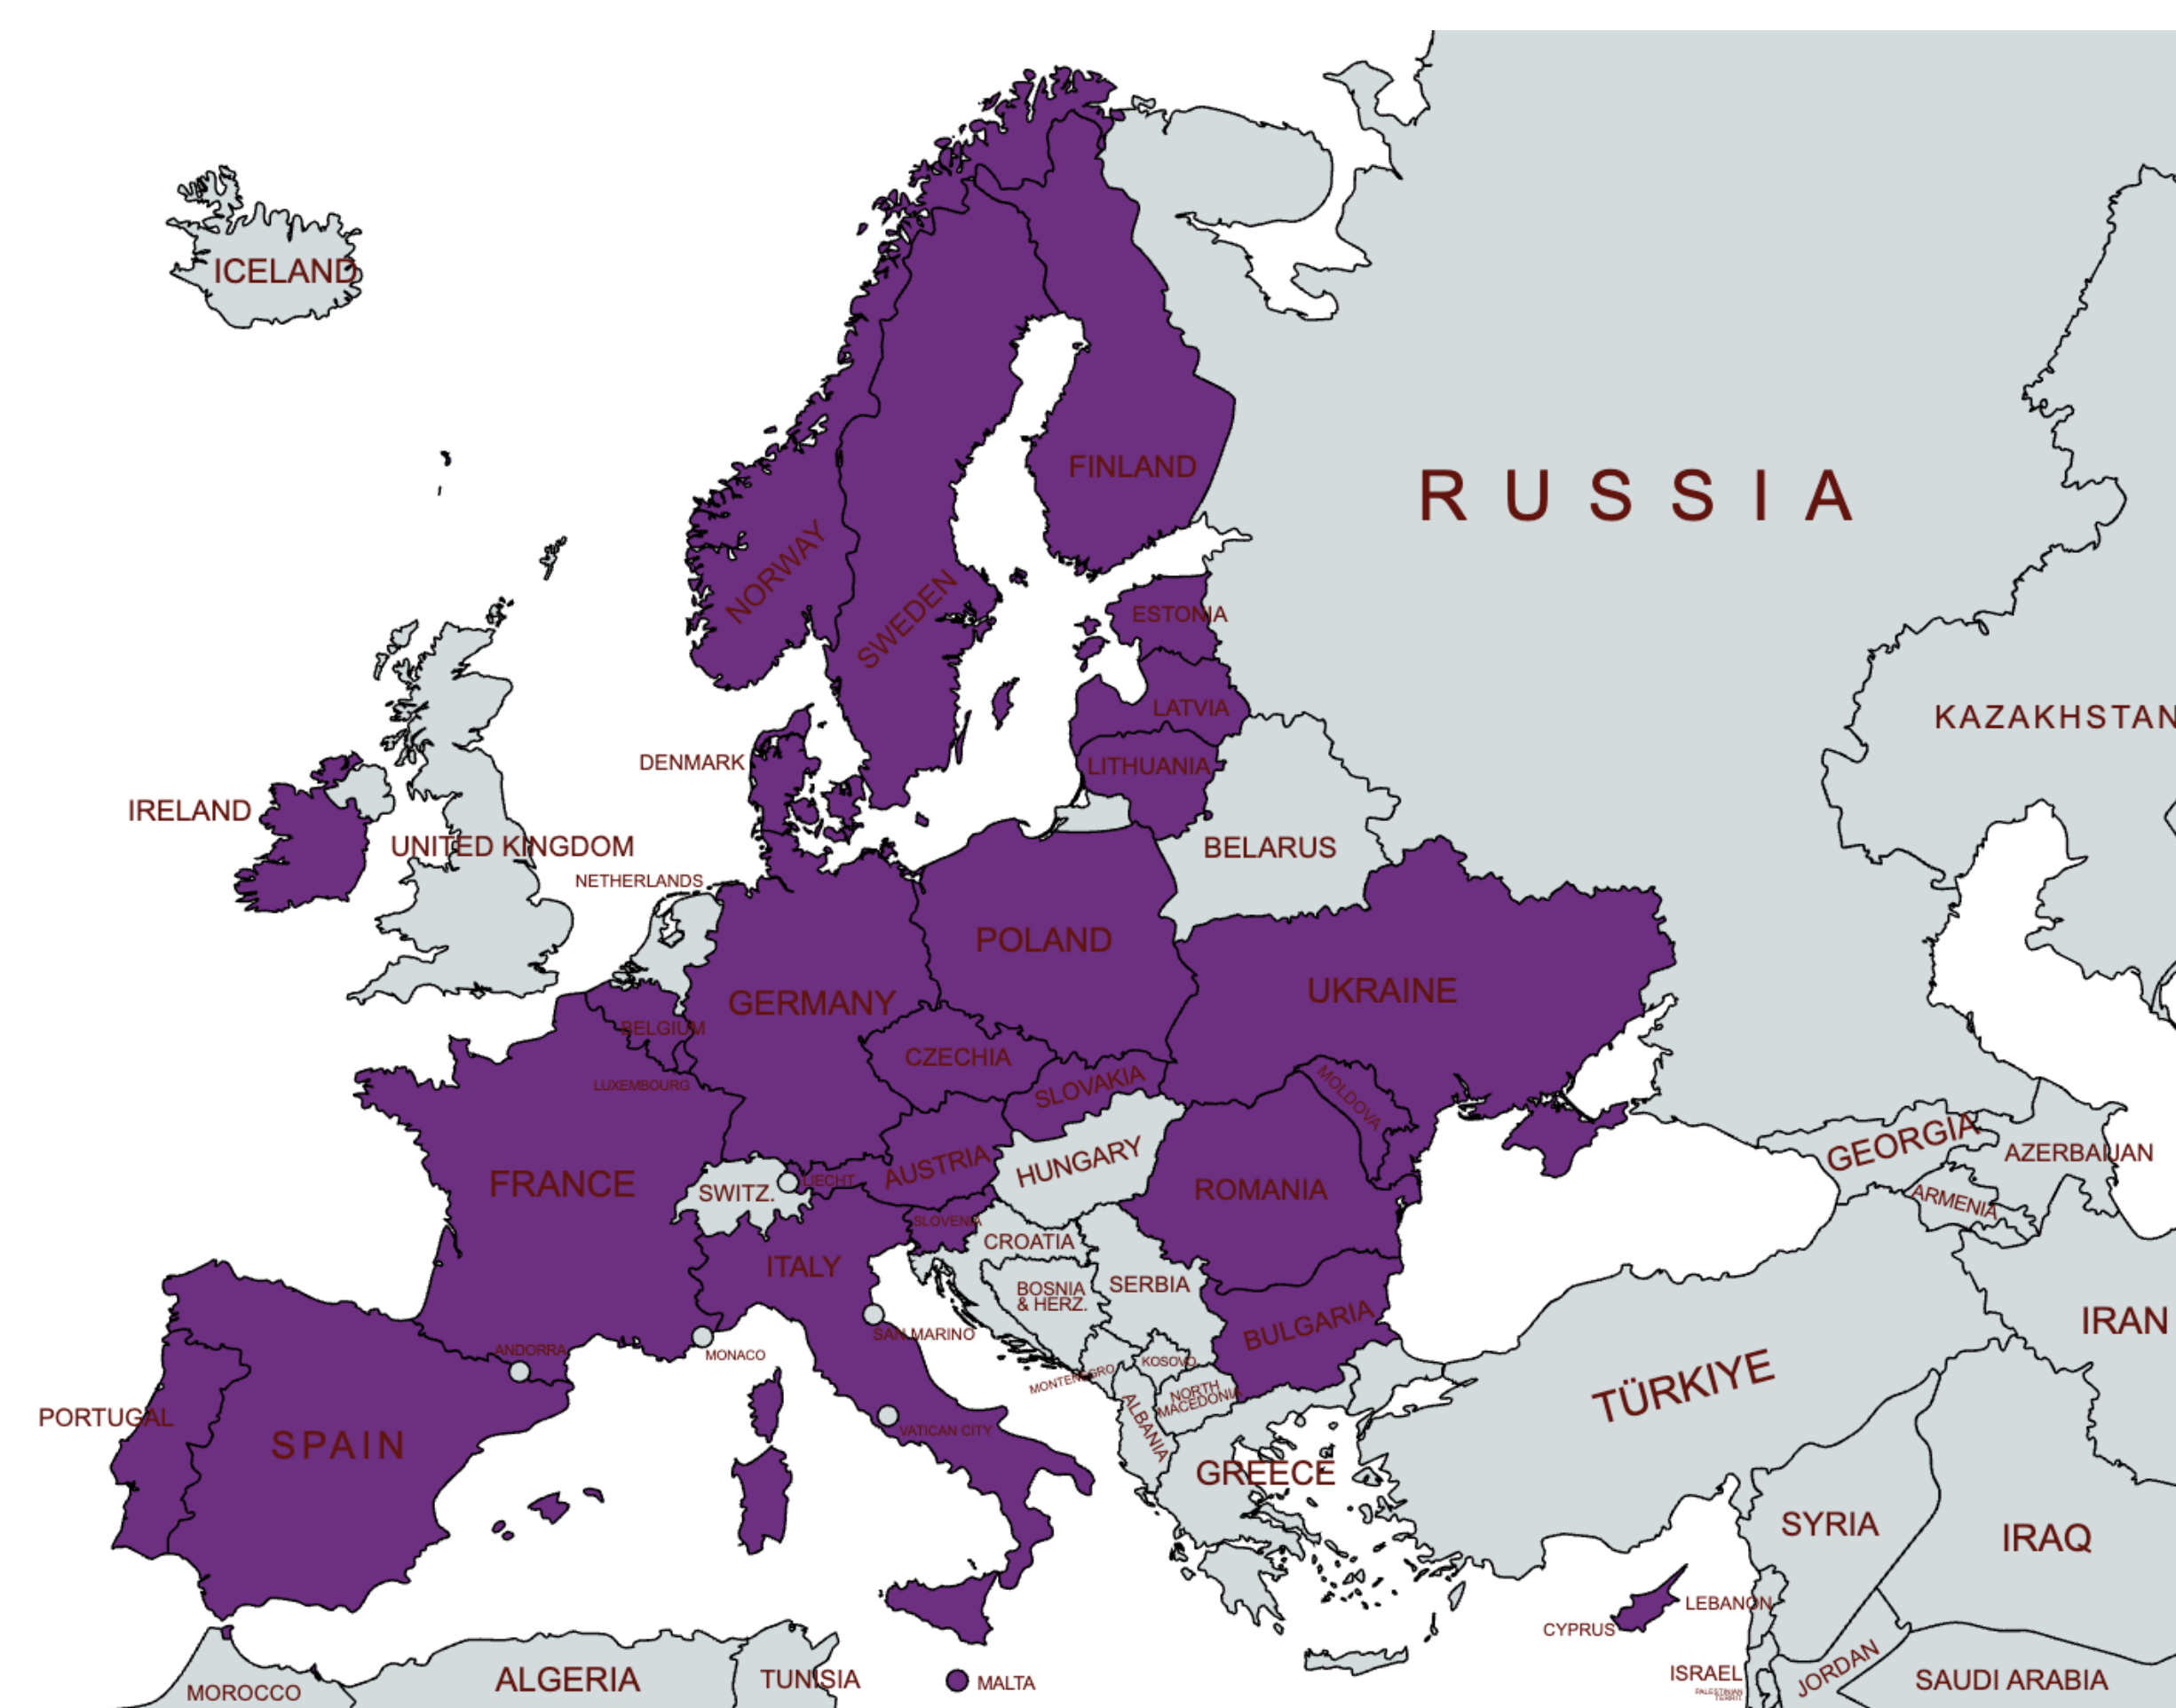 ICELAND
FINLAND
RUSSIA
NORWAY
SWEDEN
ESTONIA
LATVIA
KAZAKHSTAN
DENMARK
LITHUANIA
IRELAND
UNITED KINGDOM
BELARUS
NETHERLANDS
POLAND
UKRAINE
GERMANY
BELGIUM
CZECHIA
LUXEMBOURG
SLOVAKIA
MOLDOVA
GEORGIA
AZERBAIJAN
FRANCE
SWITZ.
LIECHT.
AUSTRIA
HUNGARY
ROMANIA
ARMENIA
SLOVENIA
CROATIA
ITALY
BOSNIA
& HERZ.
SERBIA
IRAN
SAN MARINO
BULGARIA
ANDORRA
MONACO
KOSOVO
MONTENEGRO
NORTH
MACEDONIA
TÜRKIYE
PORTUGAL
SPAIN
VATICAN CITY
ALBANIA
GREECE
SYRIA
IRAQ
LEBANON
CYPRUS
MOROCCO
ALGERIA
TUNISIA
MALTA
ISRAEL
PALESTINIAN
TERRIT.
JORDAN
SAUDI ARABIA